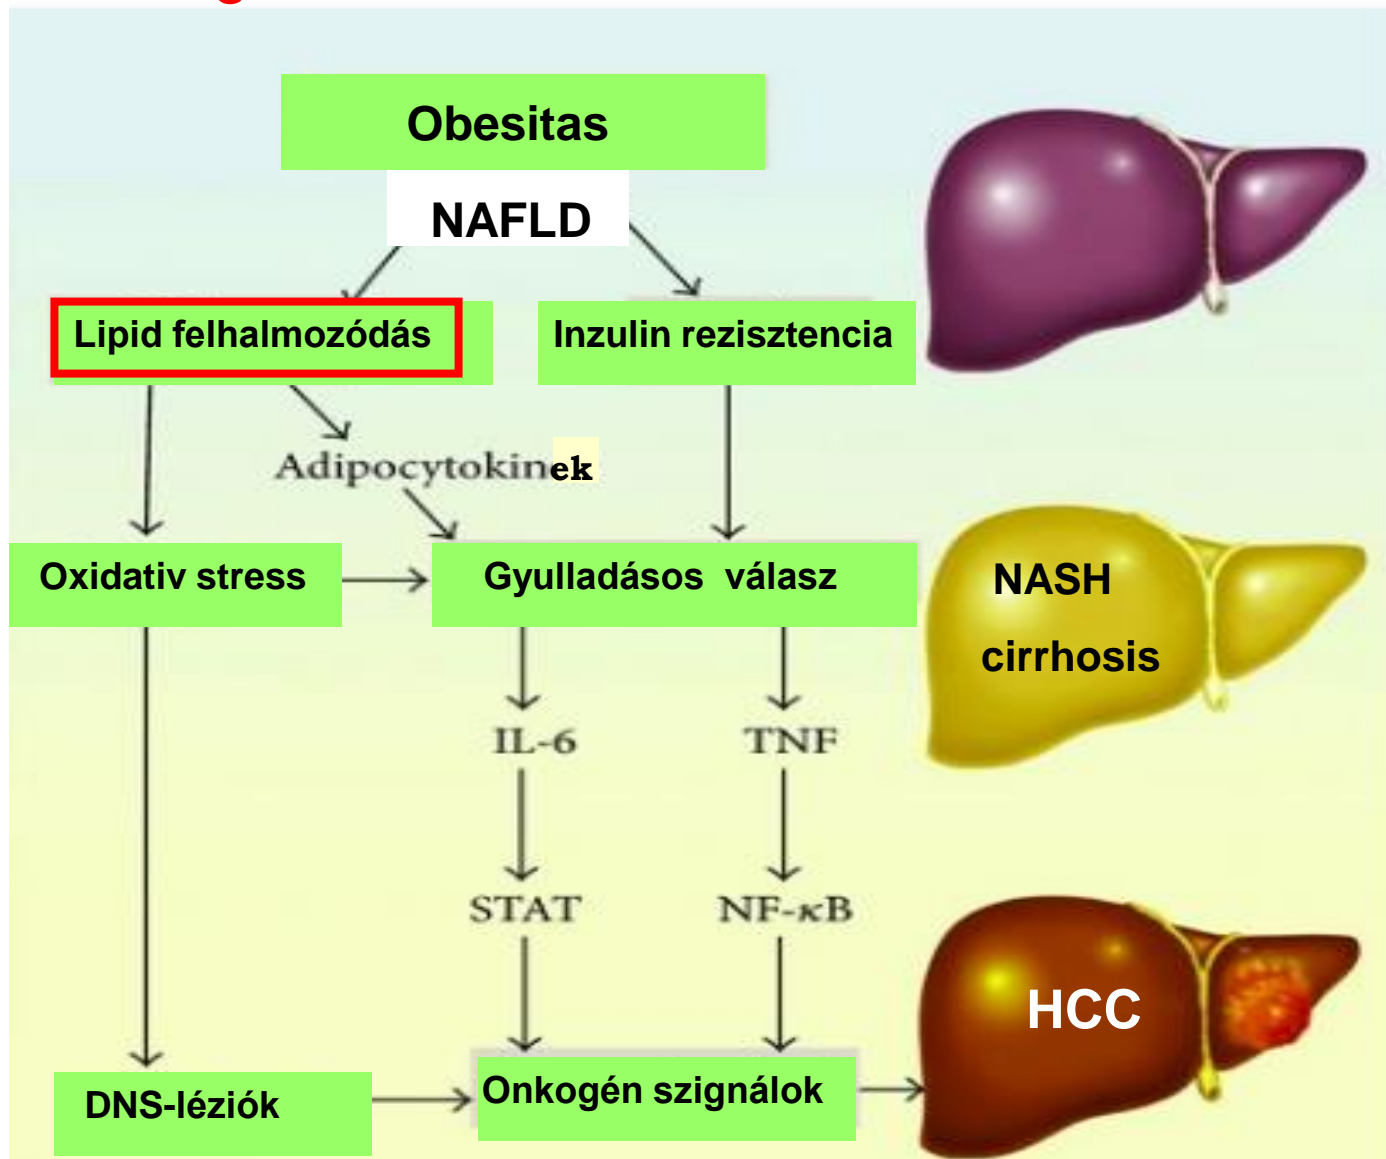 Obesitas
NAFLD
Lipid felhalmozódás
Inzulin rezisztencia
Adipocytokinek
Oxidativ stress
Gyulladásos válasz
NASH
cirrhosis
IL-6
TNF
STAT
NF-κB
HCC
DNS-léziók
Onkogén szignálok